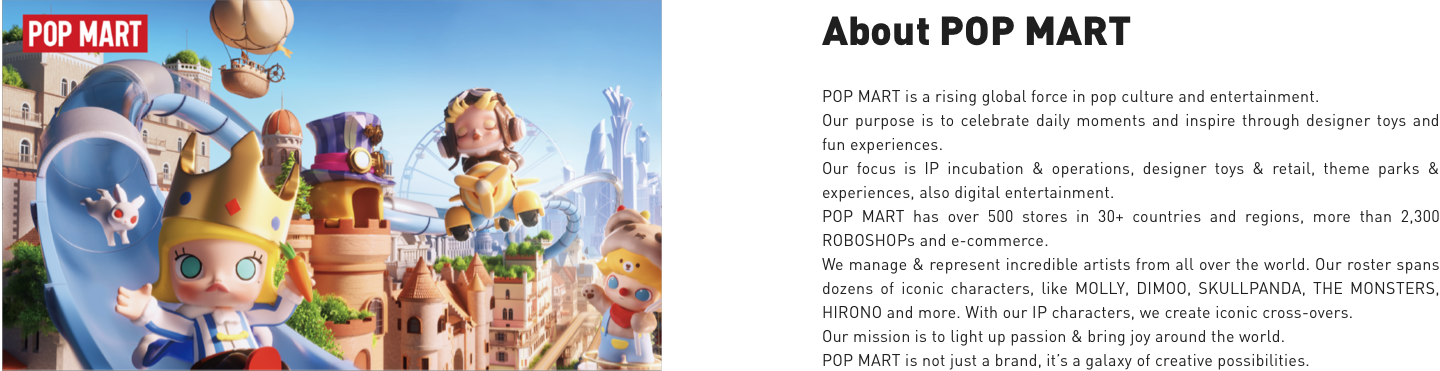 POP MART
About POP MART
POP MART is a rising global force in pop culture and entertainment.
Our purpose is to celebrate daily moments and inspire through designer toys and
fun experiences.
Our focus is IP incubation & operations, designer toys & retail, theme parks &
experiences, also digital entertainment.
POP MART has over 500 stores in 30+ countries and regions, more than 2,300
ROBOSHOPs and e-commerce.
We manage & represent incredible artists from all over the world. Our roster spans
dozens of iconic characters, like MOLLY, DIMOO, SKULLPANDA, THE MONSTERS,
HIRONO and more. With our IP characters, we create iconic cross-overs.
Our mission is to light up passion & bring joy around the world.
POP MART is not just a brand, it's a galaxy of creative possibilities.